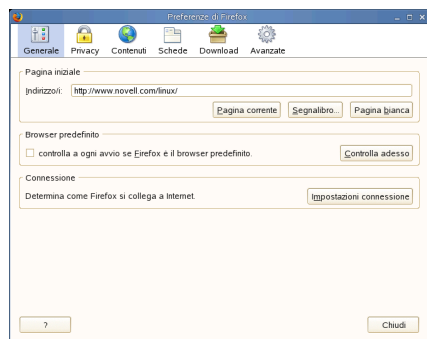 Preferenze di Firefox
Generale Privacy Contenuti Schede Download Avanzate
Pagina iniziale
Indirizzo/i: http://www.novell.com/linux/
Pagina corrente Segnalibro... Pagina bianca
Browser predefinito
controlla a ogni avvio se Firefox è il browser predefinito. Controlla adesso
Connessione
Determina come Firefox si collega a Internet. Impostazioni connessione
? Chiudi